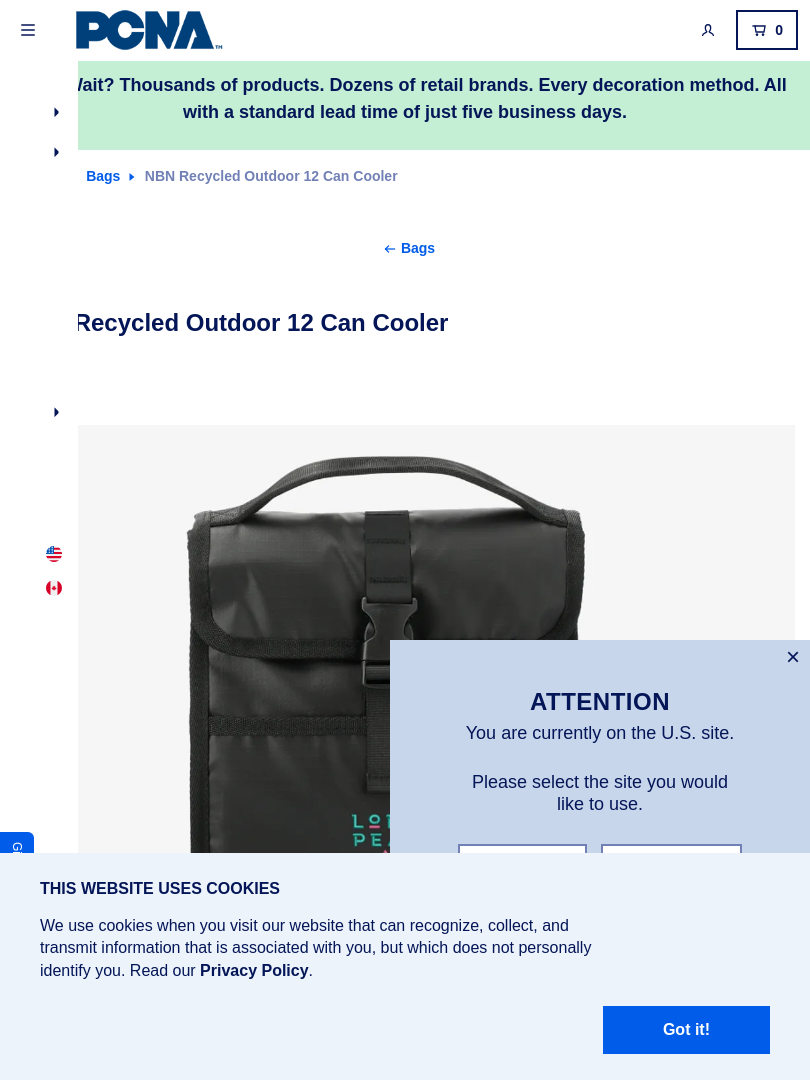 PCNA™
0
Wait? Thousands of products. Dozens of retail brands. Every decoration method. All
with a standard lead time of just five business days.
Bags
NBN Recycled Outdoor 12 Can Cooler
Bags
Recycled Outdoor 12 Can Cooler
ATTENTION
You are currently on the U.S. site.
Please select the site you would
like to use.
THIS WEBSITE USES COOKIES
We use cookies when you visit our website that can recognize, collect, and
transmit information that is associated with you, but which does not personally
identify you. Read our Privacy Policy.
Got it!